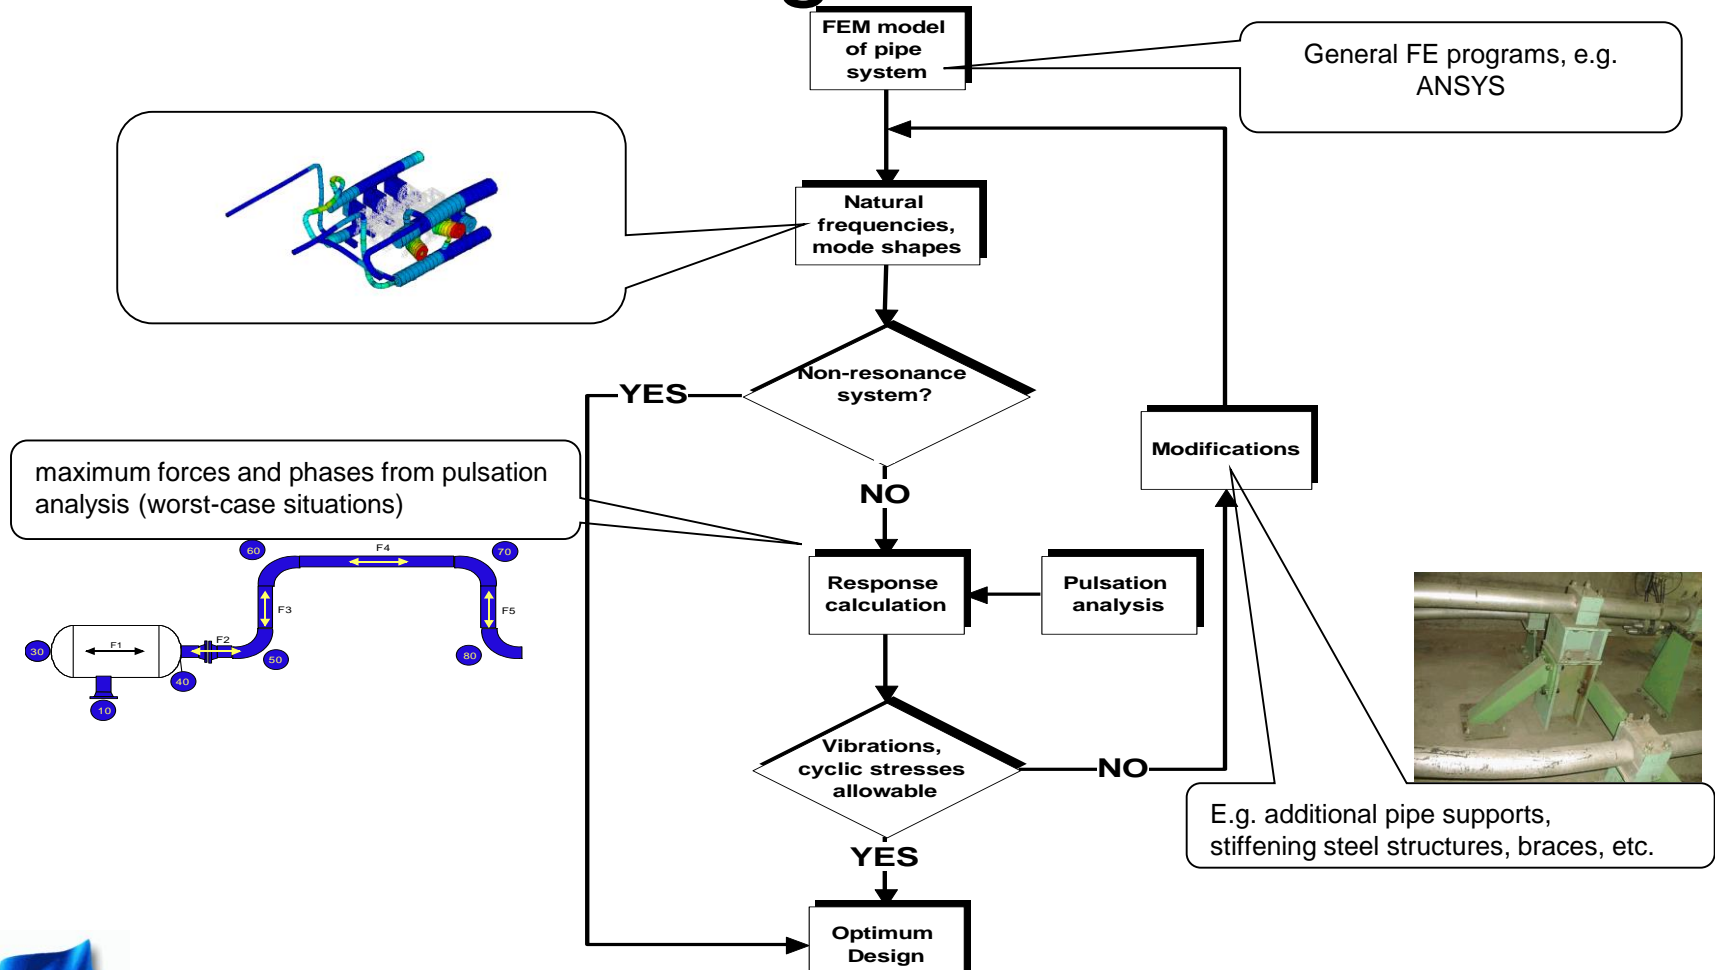 FEM model
of pipe
system
General FE programs, e.g.
ANSYS
Natural
frequencies,
mode shapes
Non-resonance
system?
YES
Modifications
maximum forces and phases from pulsation
analysis (worst-case situations)
NO
60
F4
70
F3
F5
Response
calculation
Pulsation
analysis
30
F1
F2
50
80
40
10
Vibrations,
cyclic stresses
allowable
NO
E.g. additional pipe supports,
stiffening steel structures, braces, etc.
YES
Optimum
Design